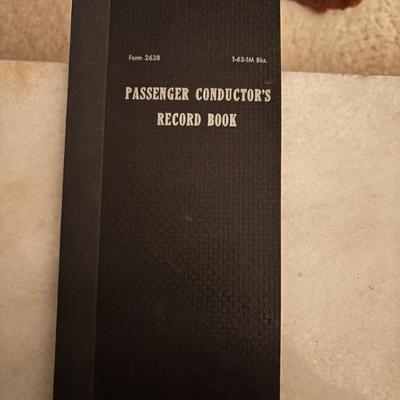 Form 2638 1-63-1M Bks.
PASSENGER CONDUCTOR'S
RECORD BOOK